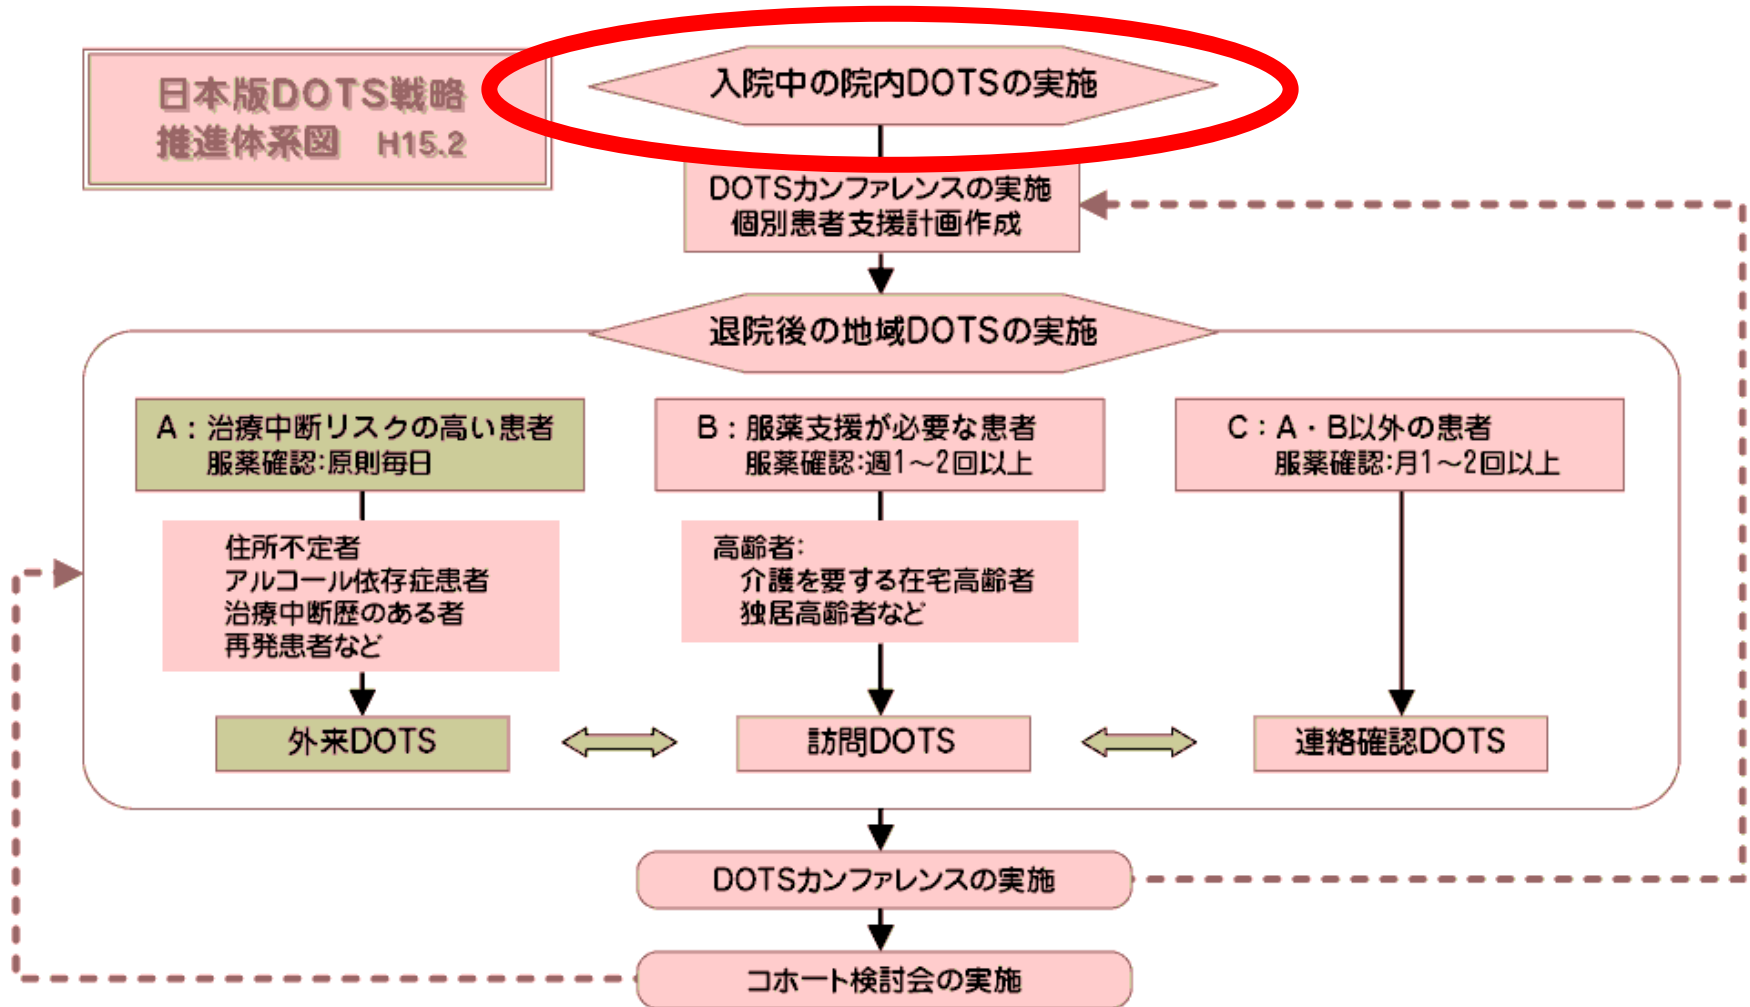 日本版DOTS戦略
推進体系図 H15.2
入院中の院内DOTSの実施
DOTSカンファレンスの実施
個別患者支援計画作成
退院後の地域DOTSの実施
A：治療中断リスクの高い患者
服薬確認:原則毎日
B：服薬支援が必要な患者
服薬確認:週1～2回以上
C：A・B以外の患者
服薬確認:月1～2回以上
住所不定者
アルコール依存症患者
治療中断歴のある者
再発患者など
高齢者:
介護を要する在宅高齢者
独居高齢者など
外来DOTS
訪問DOTS
連絡確認DOTS
DOTSカンファレンスの実施
コホート検討会の実施